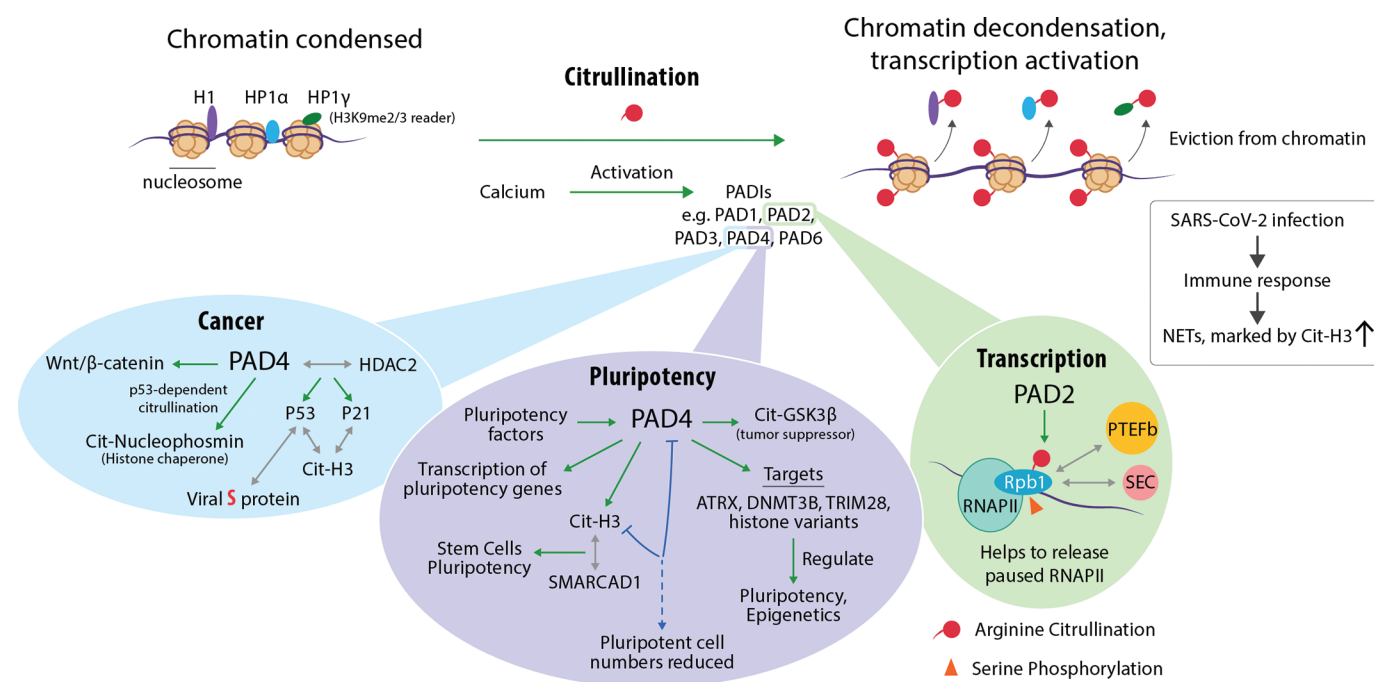 Chromatin condensed
H1
HP1α
HP1γ
(H3K9me2/3 reader)
nucleosome
Citrullination
Calcium
Activation
PADIs
e.g. PAD1, PAD2,
PAD3, PAD4, PAD6
Chromatin decondensation,
transcription activation
Eviction from chromatin
SARS-CoV-2 infection
Immune response
NETs, marked by Cit-H3
Cancer
Wnt/β-catenin
PAD4
HDAC2
p53-dependent
citrullination
P53
P21
Cit-Nucleophosmin
(Histone chaperone)
Cit-H3
Viral S protein
Pluripotency
Pluripotency
factors
PAD4
Cit-GSK3β
(tumor suppressor)
Transcription of
pluripotency genes
Targets
ATRX, DNMT3B, TRIM28,
histone variants
Cit-H3
Stem Cells
Pluripotency
SMARCAD1
Regulate
Pluripotency,
Epigenetics
Pluripotent cell
numbers reduced
Transcription
PAD2
PTEFb
Rpb1
SEC
RNAPII
Helps to release
paused RNAPII
Arginine Citrullination
Serine Phosphorylation